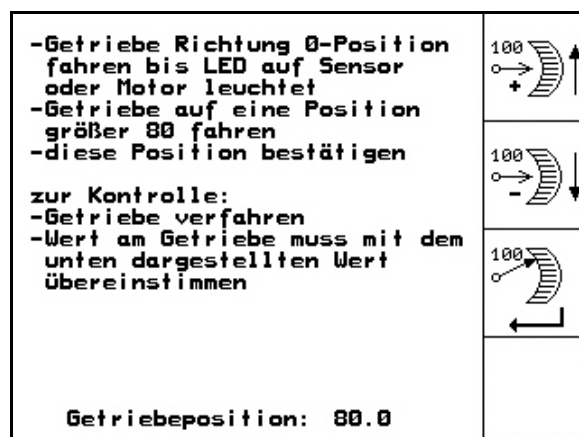 -Getriebe Richtung 0-Position
fahren bis LED auf Sensor
oder Motor leuchtet
-Getriebe auf eine Position
größer 80 fahren
-diese Position bestätigen
zur Kontrolle:
-Getriebe verfahren
-Wert am Getriebe muss mit dem
unten dargestellten Wert
übereinstimmen
Getriebeposition: 80.0
100
+
100
-
100